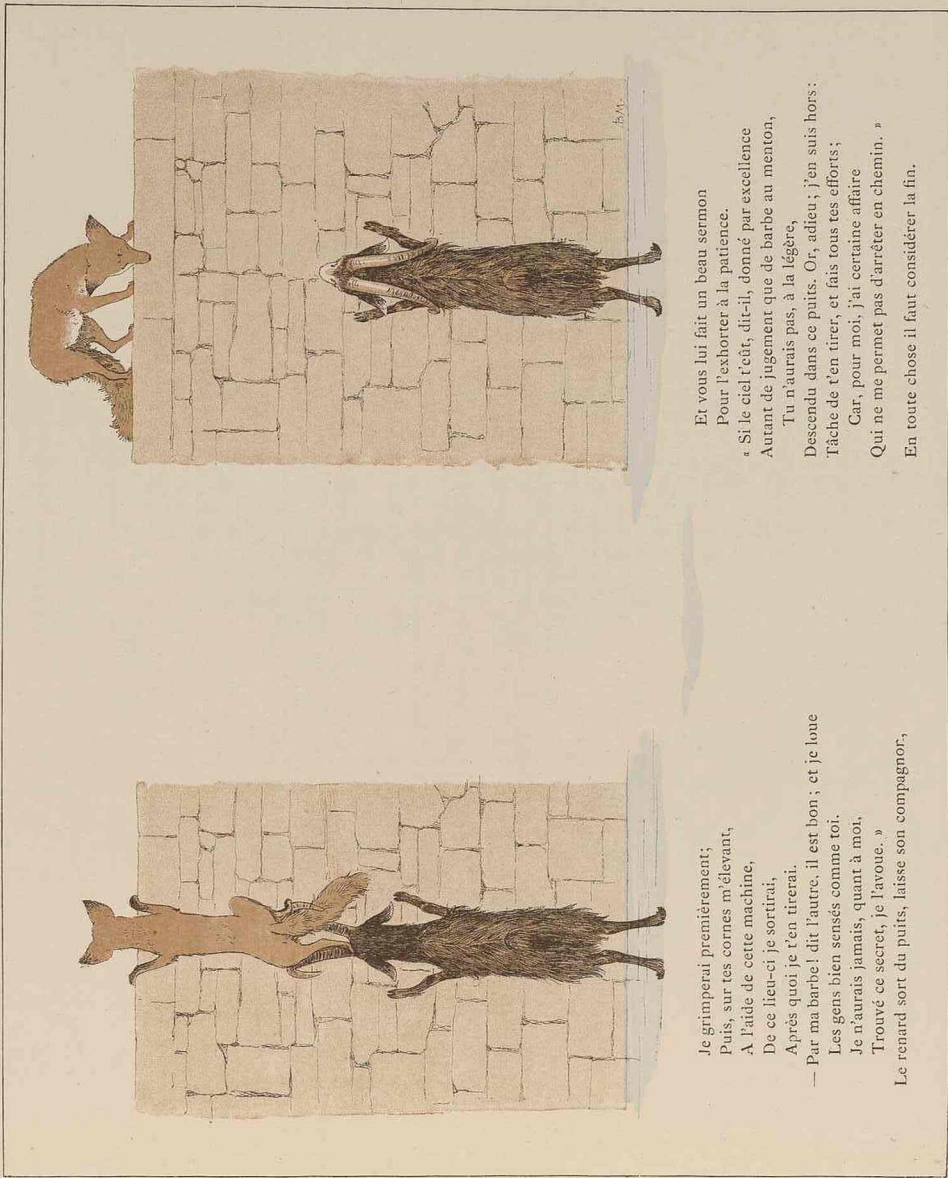 Je grimperai premièrement;
Puis, sur tes cornes m'élevant,
A l'aide de cette machine,
De ce lieu-ci je sortirai,
Après quoi je t'en tirerai.
— Par ma barbe! dit l'autre, il est bon; et je loue
Les gens bien sensés comme toi.
Je n'aurais jamais, quant à moi,
Trouvé ce secret, je l'avoue. »
Le renard sort du puits, laisse son compagnon,
Et vous lui fait un beau sermon
Pour l'exhorter à la patience.
« Si le ciel t'eût, dit-il, donné par excellence
Autant de jugement que de barbe au menton,
Tu n'aurais pas, à la légère,
Descendu dans ce puits. Or, adieu; j'en suis hors:
Tâche de t'en tirer, et fais tous tes efforts;
Car, pour moi, j'ai certaine affaire
Qui ne me permet pas d'arrêter en chemin. »
En toute chose il faut considérer la fin.
B.M.